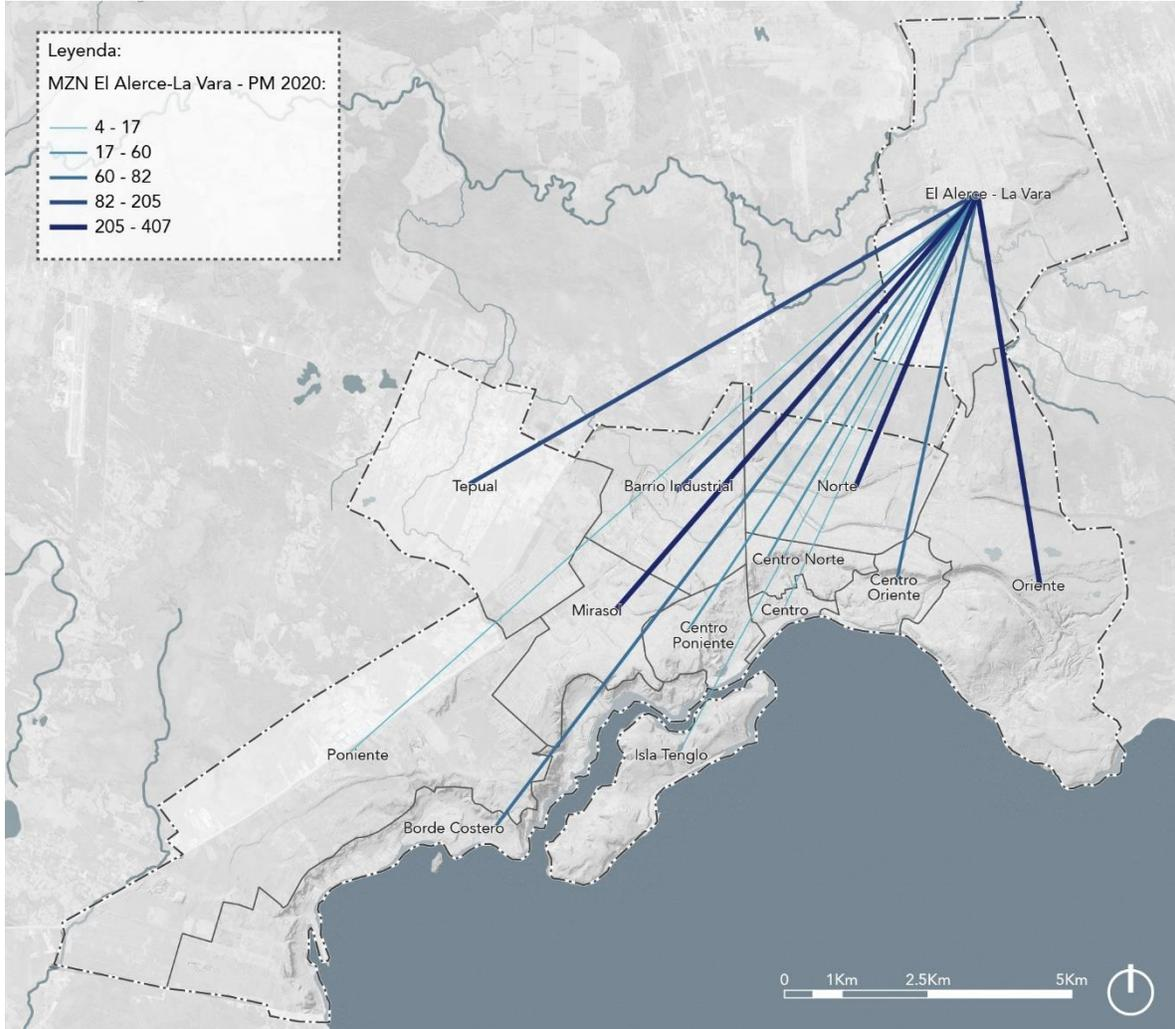 Leyenda:
MZN El Alerce-La Vara - PM 2020:
4 - 17
17 - 60
60 - 82
82 - 205
205 - 407
El Alerce - La Vara
Tepual
Barrio Industrial
Norte
Centro Norte
Centro
Oriente
Oriente
Mirasol
Centro
Centro
Poniente
Poniente
Isla Tenglo
Borde Costero
0 1Km 2.5Km 5Km